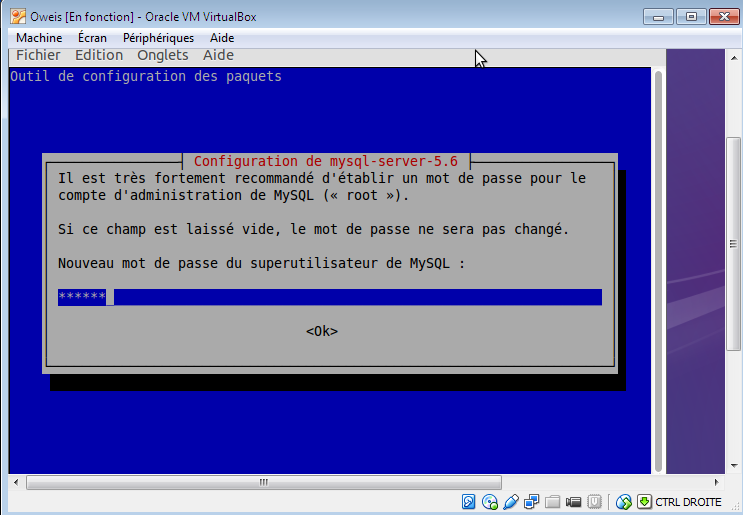 Oweis [En fonction] - Oracle VM VirtualBox
Machine Écran Périphériques Aide
Fichier Edition Onglets Aide
Outil de configuration des paquets
Configuration de mysql-server-5.6
Il est très fortement recommandé d'établir un mot de passe pour le
compte d'administration de MySQL (« root »).
Si ce champ est laissé vide, le mot de passe ne sera pas changé.
Nouveau mot de passe du superutilisateur de MySQL :
******
<Ok>
CTRL DROITE